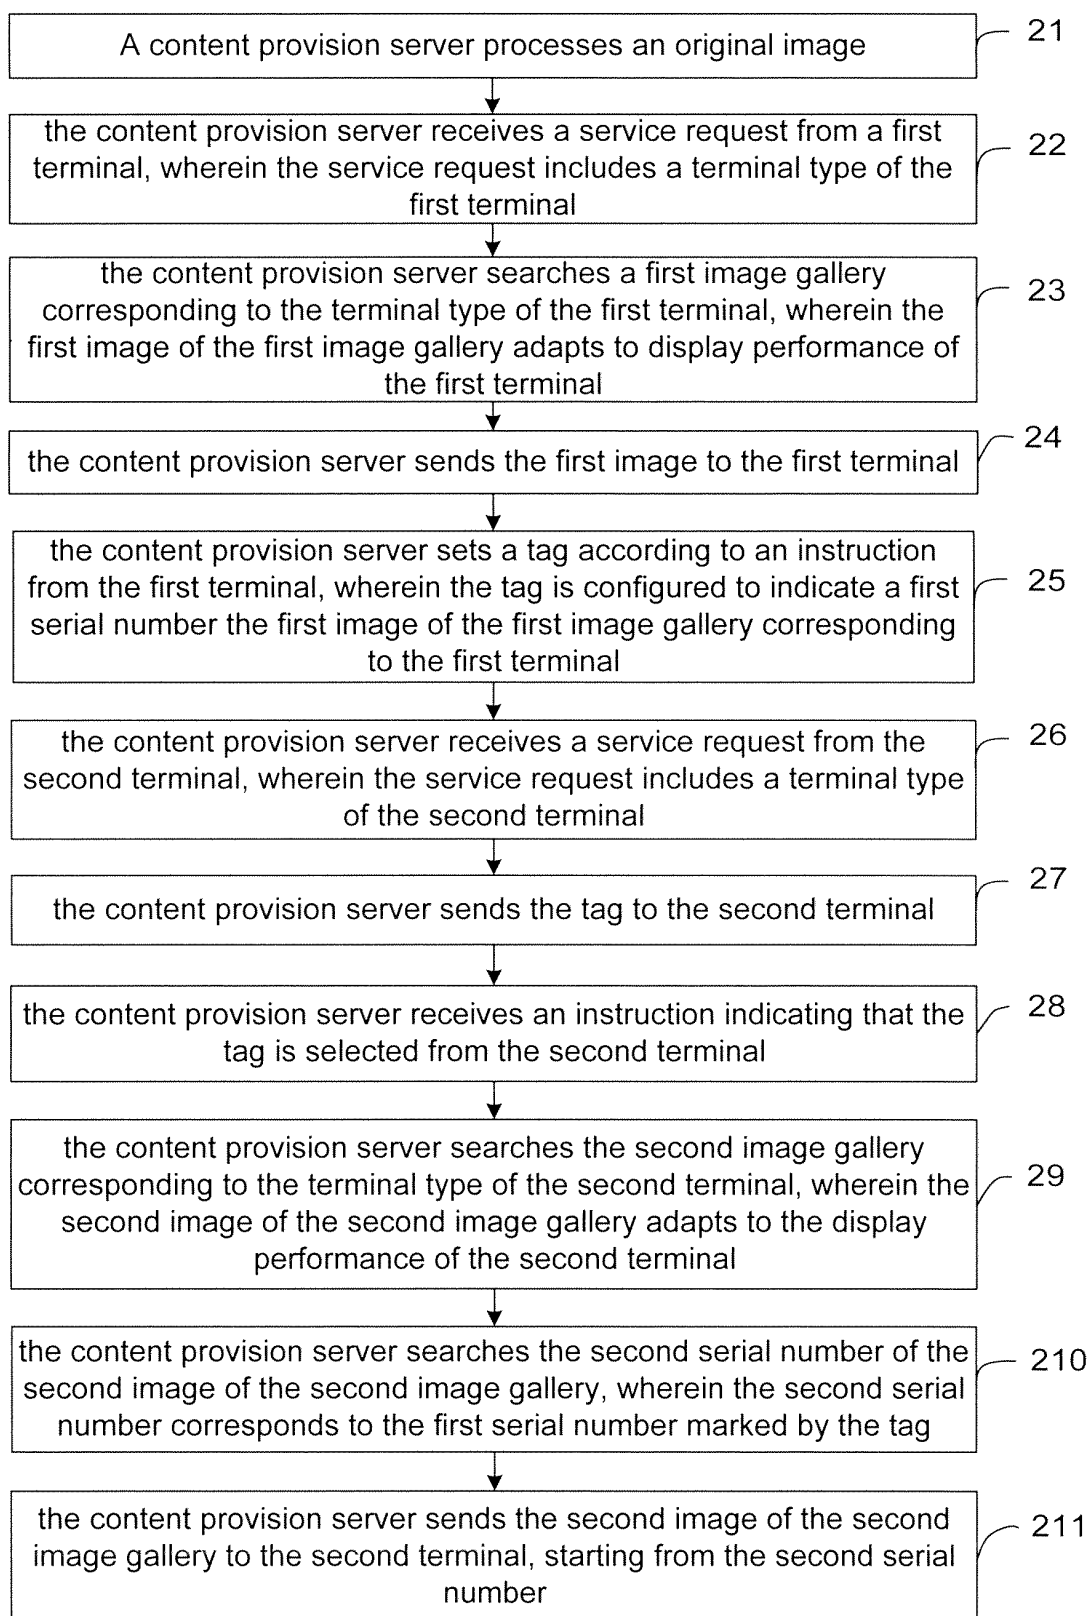 A content provision server processes an original image
21
the content provision server receives a service request from a first
terminal, wherein the service request includes a terminal type of the
first terminal
22
the content provision server searches a first image gallery
corresponding to the terminal type of the first terminal, wherein the
first image of the first image gallery adapts to display performance of
the first terminal
23
the content provision server sends the first image to the first terminal
24
the content provision server sets a tag according to an instruction
from the first terminal, wherein the tag is configured to indicate a first
serial number the first image of the first image gallery corresponding
to the first terminal
25
the content provision server receives a service request from the
second terminal, wherein the service request includes a terminal type
of the second terminal
26
the content provision server sends the tag to the second terminal
27
the content provision server receives an instruction indicating that the
tag is selected from the second terminal
28
the content provision server searches the second image gallery
corresponding to the terminal type of the second terminal, wherein the
second image of the second image gallery adapts to the display
performance of the second terminal
29
the content provision server searches the second serial number of the
second image of the second image gallery, wherein the second serial
number corresponds to the first serial number marked by the tag
210
the content provision server sends the second image of the second
image gallery to the second terminal, starting from the second serial
number
211